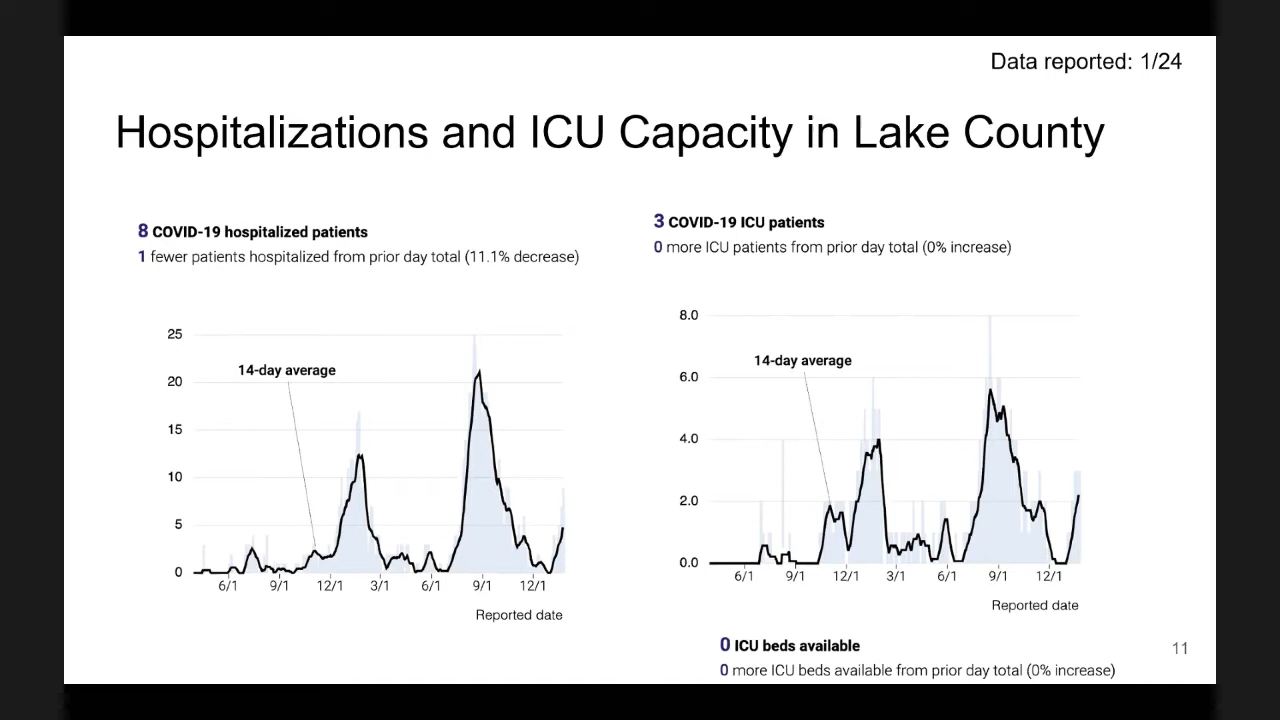 Data reported: 1/24
Hospitalizations and ICU Capacity in Lake County
8 COVID-19 hospitalized patients
1 fewer patients hospitalized from prior day total (11.1% decrease)
25
20
15
10
5
0
14-day average
6/1 9/1 12/1 3/1 6/1 9/1 12/1
Reported date
3 COVID-19 ICU patients
0 more ICU patients from prior day total (0% increase)
8.0
6.0
4.0
2.0
0.0
14-day average
6/1 9/1 12/1 3/1 6/1 9/1 12/1
Reported date
0 ICU beds available
0 more ICU beds available from prior day total (0% increase)
11